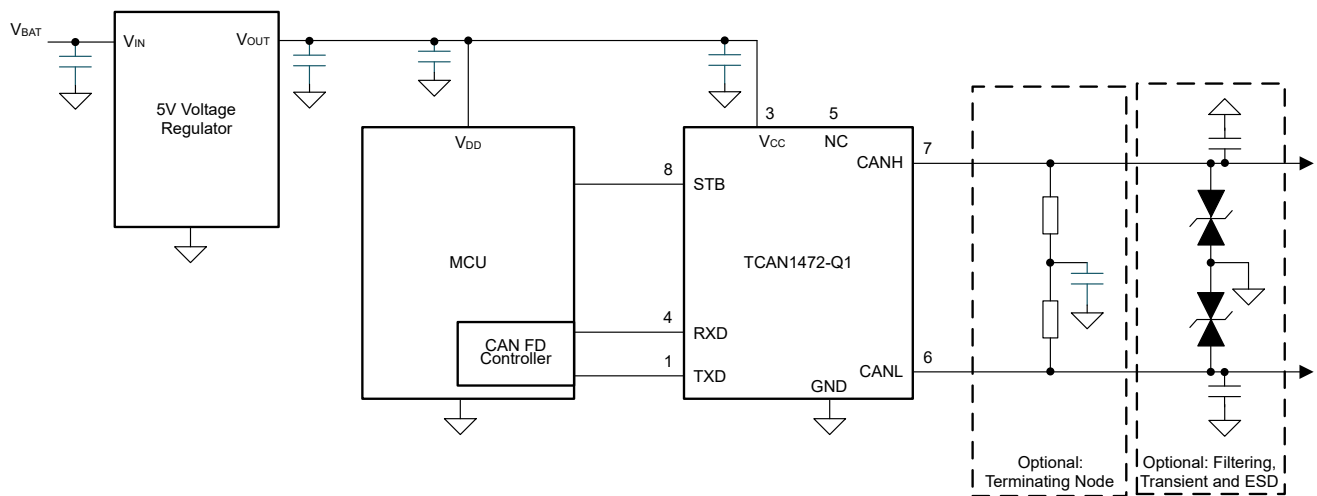 VBAT
VIN
VOUT
5V Voltage
Regulator
3
5
VDD
VCC
NC
CANH
7
8
STB
MCU
TCAN1472-Q1
4
RXD
CAN FD
Controller
1
TXD
6
CANL
GND
Optional:
Terminating Node
Optional: Filtering,
Transient and ESD